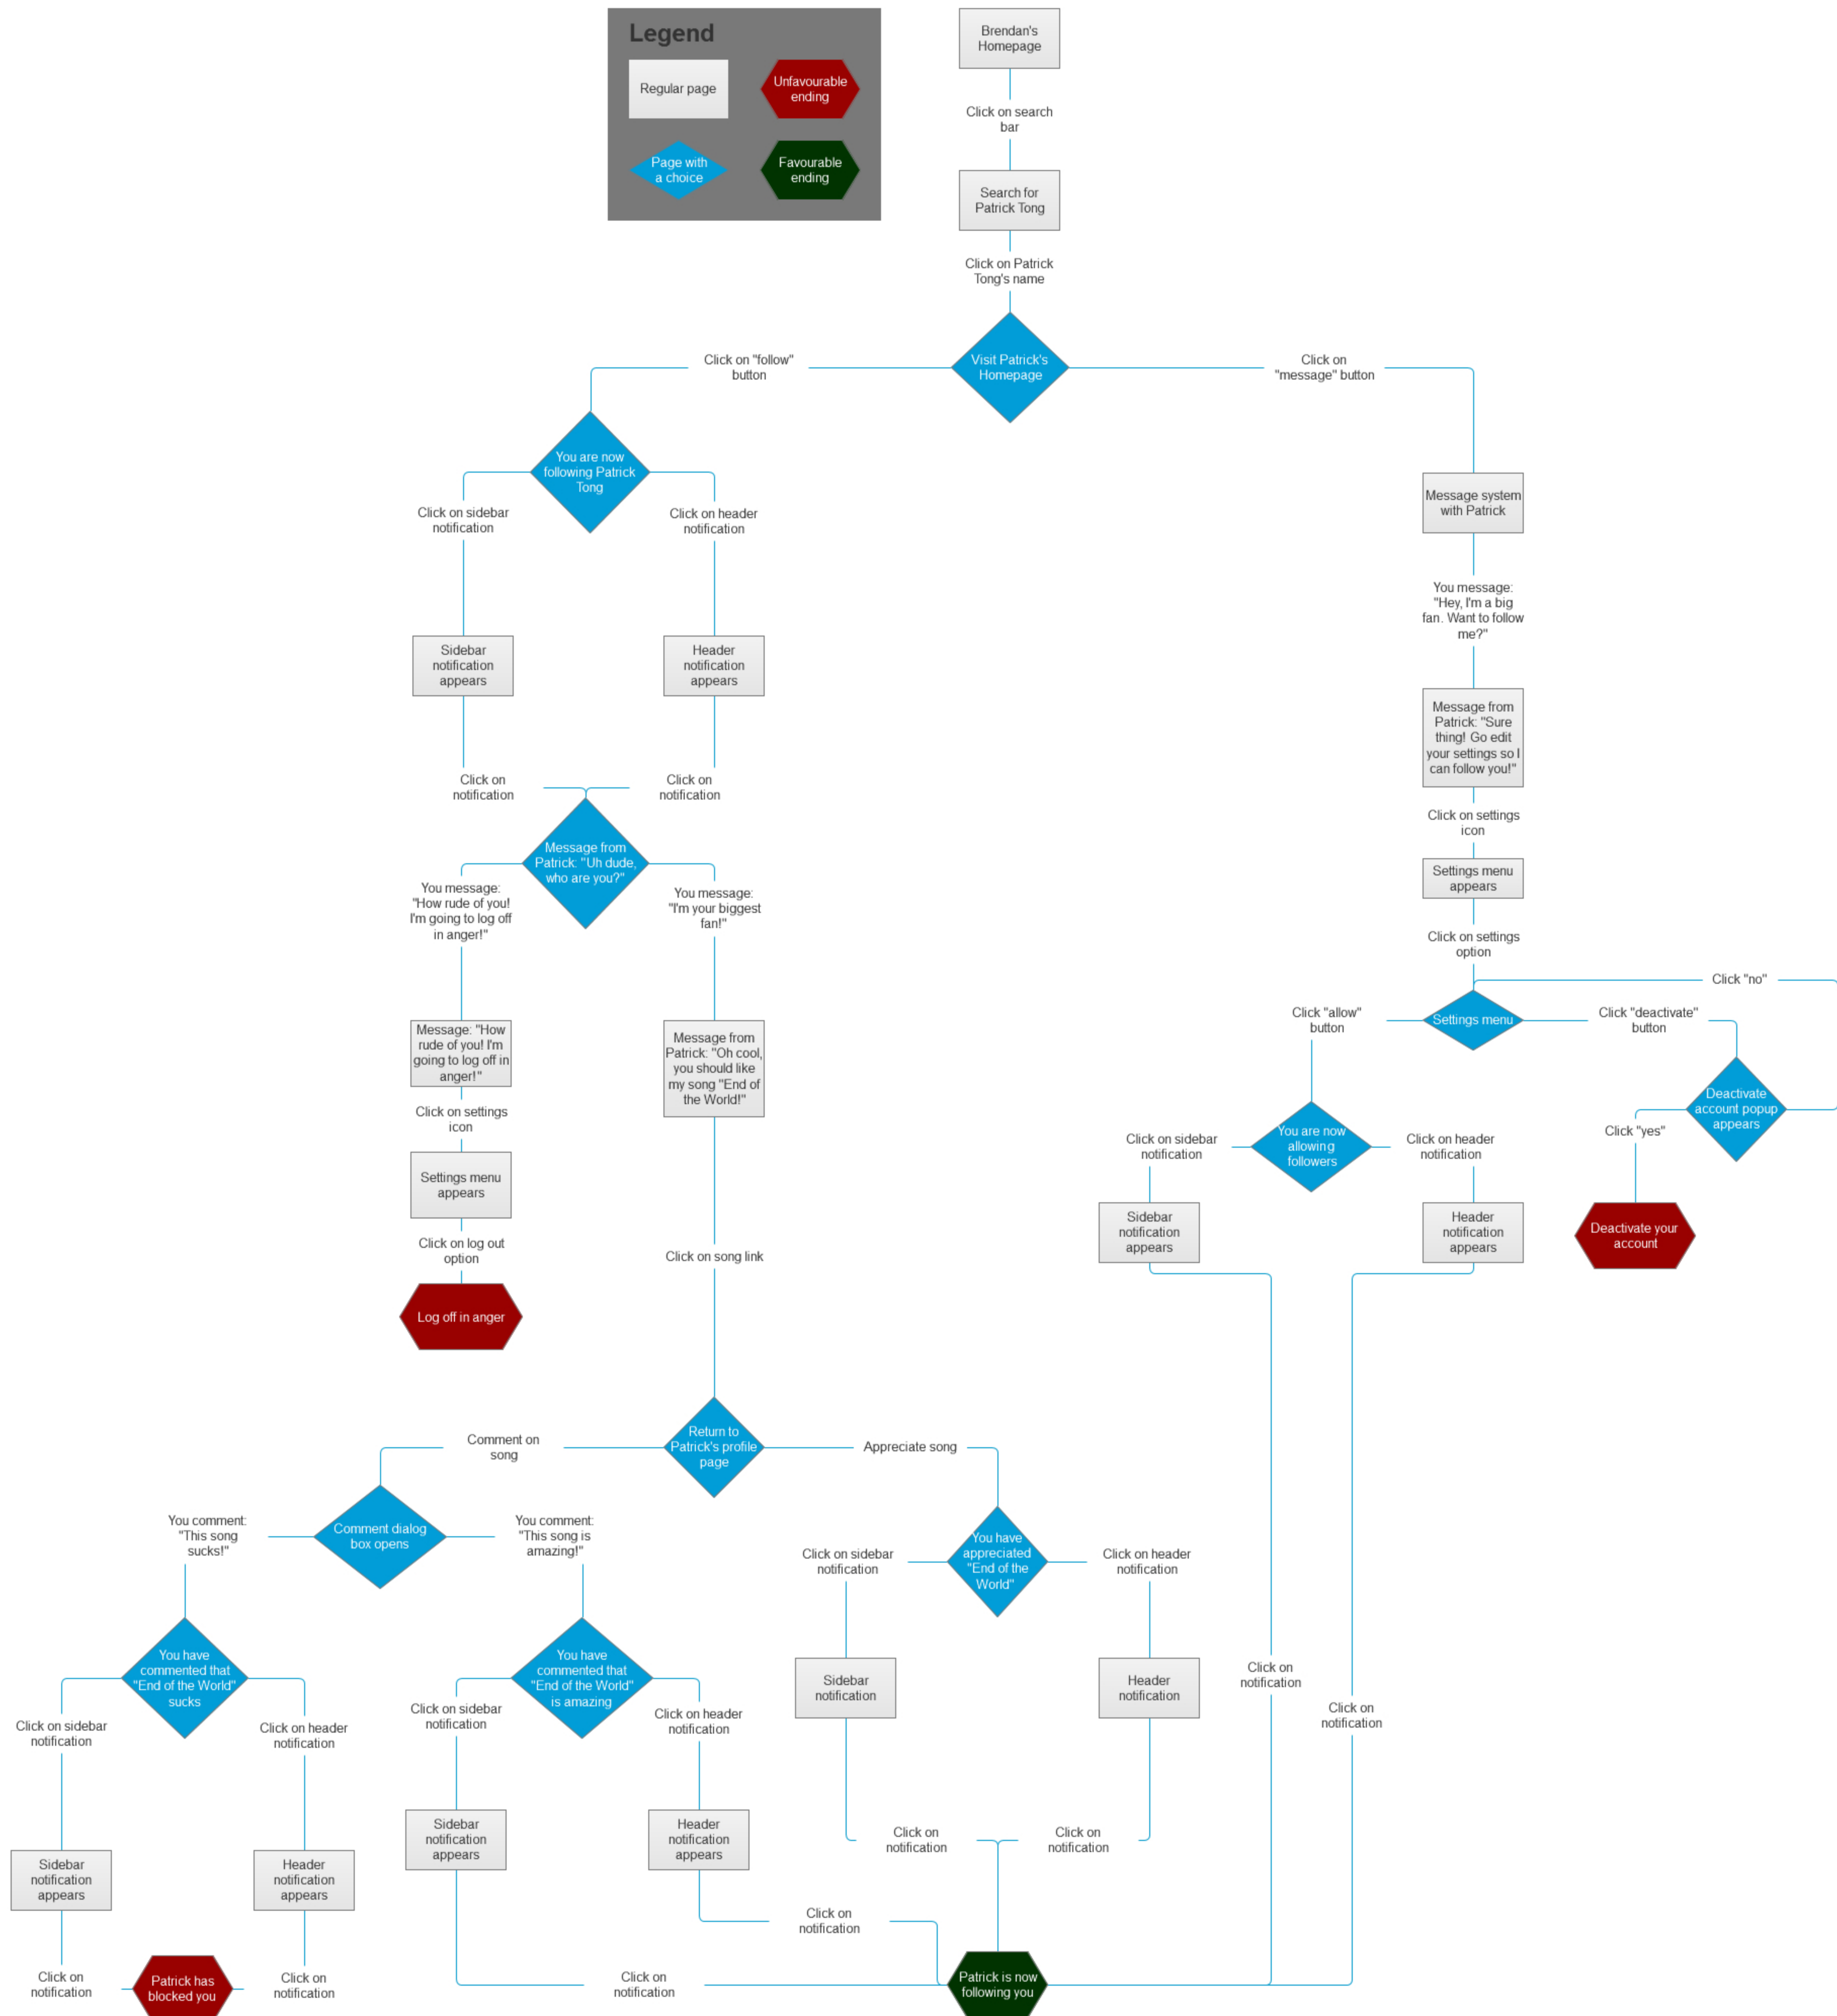 Legend
Regular page
Unfavourable
ending
Page with
a choice
Favourable
ending
Brendan's
Homepage
Click on search
bar
Search for
Patrick Tong
Click on Patrick
Tong's name
Visit Patrick's
Homepage
Click on "follow"
button
Click on
"message" button
You are now
following Patrick
Tong
Click on sidebar
notification
Click on header
notification
Sidebar
notification
appears
Header
notification
appears
Click on
notification
Click on
notification
Message from
Patrick: "Uh dude,
who are you?"
You message:
"How rude of you!
I'm going to log off
in anger!"
You message:
"I'm your biggest
fan!"
Message: "How
rude of you! I'm
going to log off in
anger!"
Click on settings
icon
Settings menu
appears
Click on log out
option
Log off in anger
Message from
Patrick: "Oh cool,
you should like
my song "End of
the World!"
Click on song link
Message system
with Patrick
You message:
"Hey, I'm a big
fan. Want to follow
me?"
Message from
Patrick: "Sure
thing! Go edit
your settings so I
can follow you!"
Click on settings
icon
Settings menu
appears
Click on settings
option
Click "no"
Settings menu
Click "allow"
button
Click "deactivate"
button
Deactivate
account popup
appears
Click "yes"
Deactivate your
account
You are now
allowing
followers
Click on sidebar
notification
Click on header
notification
Sidebar
notification
appears
Header
notification
appears
Click on
notification
Click on
notification
Return to
Patrick's profile
page
Comment on
song
Appreciate song
Comment dialog
box opens
You comment:
"This song
sucks!"
You comment:
"This song is
amazing!"
You have
appreciated
"End of the
World"
Click on sidebar
notification
Click on header
notification
Sidebar
notification
Header
notification
Click on
notification
Click on
notification
You have
commented that
"End of the World"
sucks
Click on sidebar
notification
Click on header
notification
Sidebar
notification
appears
Header
notification
appears
Click on
notification
Click on
notification
Patrick has
blocked you
You have
commented that
"End of the World"
is amazing
Click on sidebar
notification
Click on header
notification
Sidebar
notification
appears
Header
notification
appears
Click on
notification
Click on
notification
Patrick is now
following you